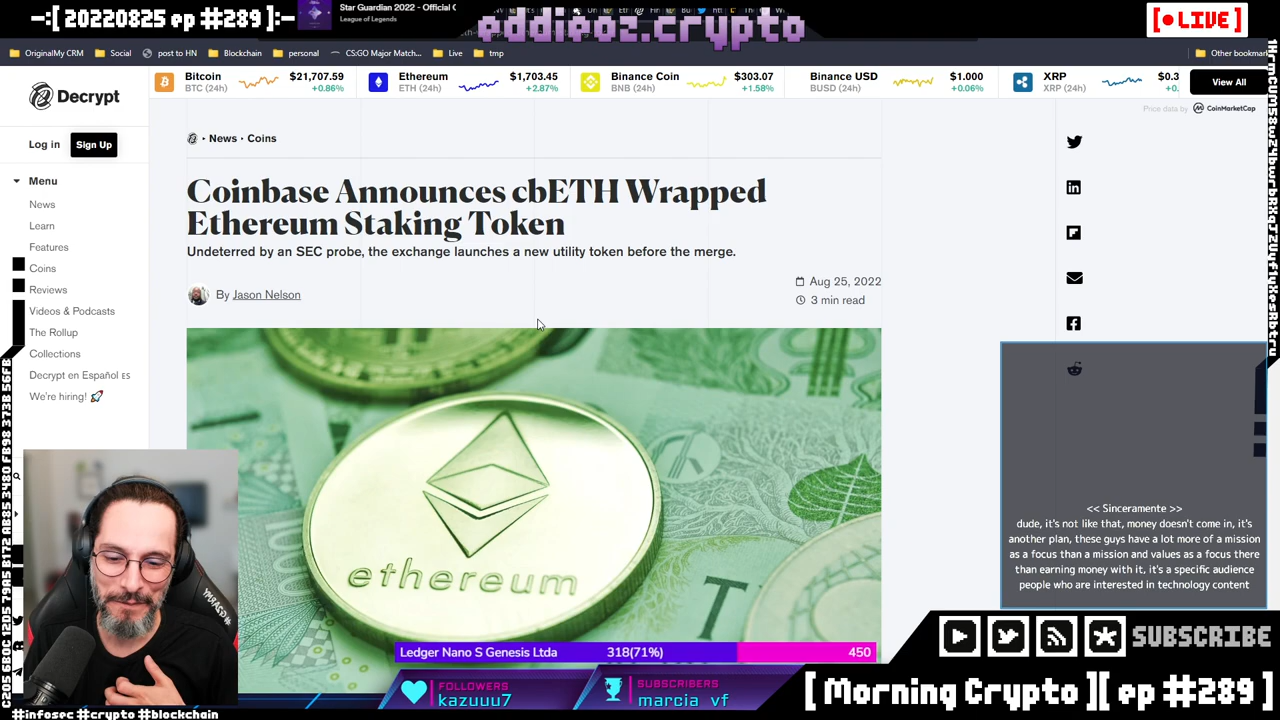 -:[ 20220825 ep #289 ]:-
Star Guardian 2022 - Official
League of Legends
eddieoz.crypto
[ LIVE ]
OriginalMy CRM
Social
post to HN
Blockchain
personal
CS:GO Major Match...
Live
tmp
Other bookmar
Decrypt
Bitcoin $21,707.59
BTC (24h) +0.86%
Ethereum $1,703.45
ETH (24h) +2.87%
Binance Coin $303.07
BNB (24h) +1.58%
Binance USD $1.000
BUSD (24h) +0.06%
XRP $0.3
XRP (24h) +0.
View All
Price data by CoinMarketCap
Log in Sign Up
Menu
News
Learn
Features
Coins
Reviews
Videos & Podcasts
The Rollup
Collections
Decrypt en Español ES
We're hiring! 🚀
News · Coins
Coinbase Announces cbETH Wrapped
Ethereum Staking Token
Undeterred by an SEC probe, the exchange launches a new utility token before the merge.
By Jason Nelson
Aug 25, 2022
3 min read
ethereum
<< Sinceramente >>
dude, it's not like that, money doesn't come in, it's
another plan, these guys have a lot more of a mission
as a focus than a mission and values as a focus there
than earning money with it, it's a specific audience
people who are interested in technology content
Ledger Nano S Genesis Ltda 318(71%) 450
FOLLOWERS
kazuuu7
SUBSCRIBERS
marcia_vf
SUBSCRIBE
[ Morning Crypto ][ ep #289 ]
#infosec #crypto #blockchain